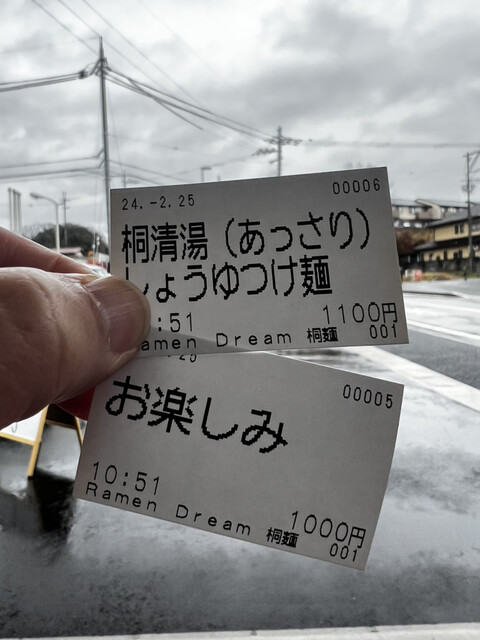 24.-2.25 00006
桐清湯（あっさり）
しょうゆつけ麺
:51 1100円
amen Dream 桐麺 001
25
お楽しみ 00005
10:51 1000円
Ramen Dream 桐麺 001